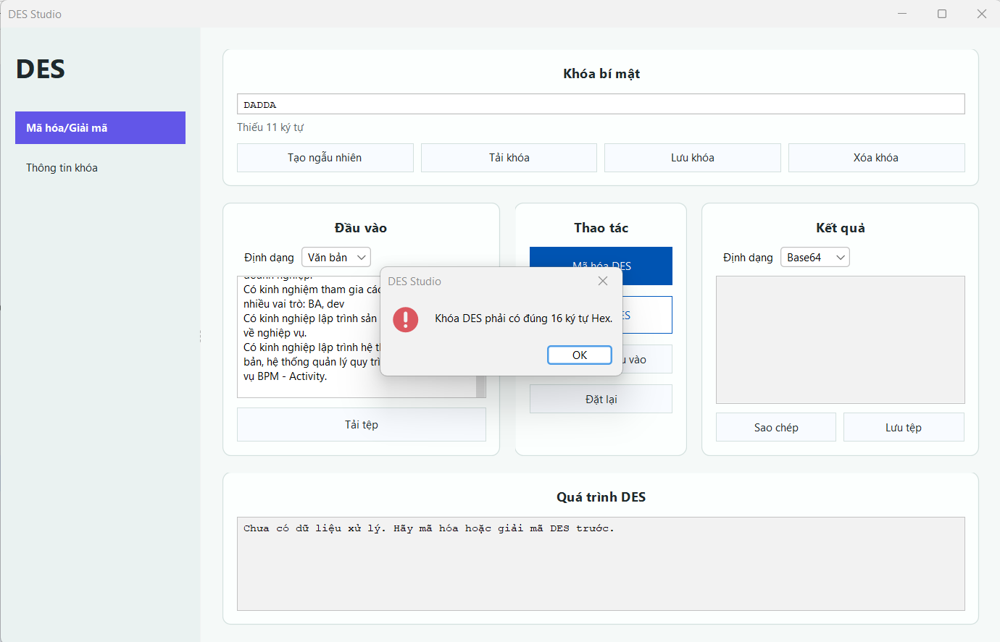 DES Studio
DES
Mã hóa/Giải mã
Thông tin khóa
Khóa bí mật
DADDA
Thiếu 11 ký tự
Tạo ngẫu nhiên
Tải khóa
Lưu khóa
Xóa khóa
Đầu vào
Định dạng
Văn bản
doanh nghiệp.
Có kinh nghiệm tham gia
nhiều vai trò: BA, dev
Có kinh nghiệp lập trình sản
về nghiệp vụ.
Có kinh nghiệp lập trình hệ
bản, hệ thống quản lý quy
vụ BPM - Activity.
Tải tệp
Thao tác
Mã hóa DES
vào
Đặt lại
Kết quả
Định dạng
Base64
Sao chép
Lưu tệp
DES Studio
Khóa DES phải có đúng 16 ký tự Hex.
OK
Quá trình DES
Chưa có dữ liệu xử lý. Hãy mã hóa hoặc giải mã DES trước.